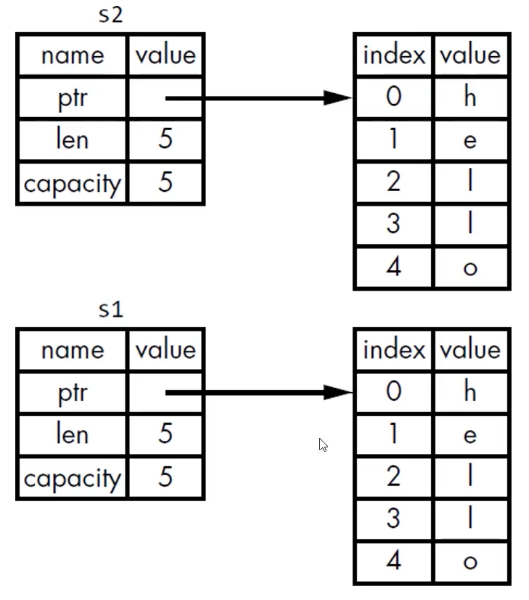 s2
name value index value
ptr 0 h
len 5 1 e
capacity 5 2 l
3 l
4 o
s1
name value index value
ptr 0 h
len 5 1 e
capacity 5 2 l
3 l
4 o